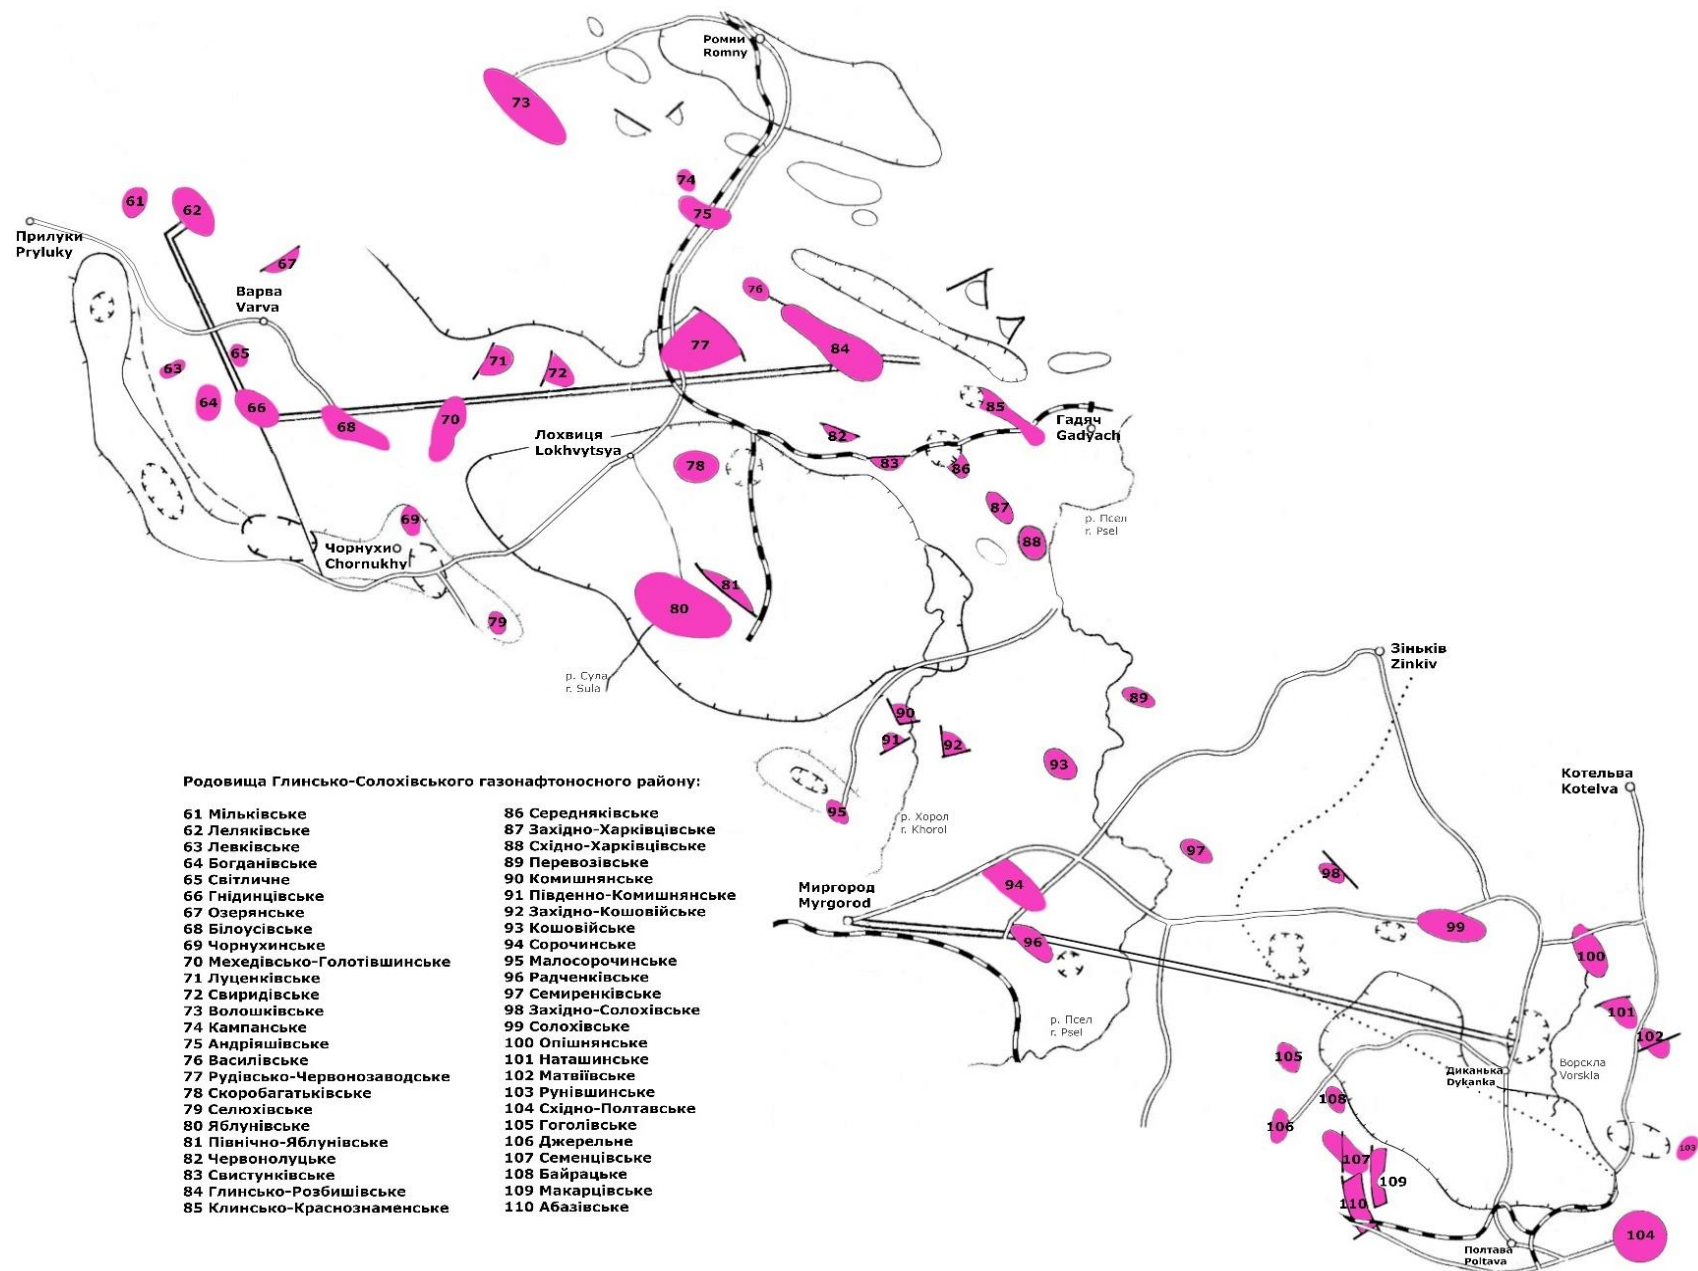 Ромни
Romny
73
74
61
62
75
Прилуки
Pryluky
67
Варва
Varva
76
77
84
65
71
63
72
64
66
85
70
68
Гадяч
Gadyach
Лохвиця
Lokhvytsya
82
83
78
86
87
69
р. Псел
r. Psel
88
Чорнухи
Chornukhy
81
80
79
Зіньків
Zinkiv
р. Сула
r. Sula
89
90
91
92
93
Котельва
Kotelva
95
р. Хорол
r. Khorol
97
98
94
Миргород
Myrgorod
99
96
100
101
р. Псел
r. Psel
102
105
Ворскла
Vorskla
Диканька
Dykanka
108
106
103
107
109
110
104
Полтава
Poltava
Родовища Глинсько-Солохівського газонафтоносного району:
61 Мільківське
62 Леляківське
63 Левківське
64 Богданівське
65 Світличне
66 Гнідинцівське
67 Озерянське
68 Білоусівське
69 Чорнухинське
70 Мехедівсько-Голотівшинське
71 Луценківське
72 Свиридівське
73 Волошківське
74 Кампанське
75 Андріяшівське
76 Василівське
77 Рудівсько-Червонозаводське
78 Скоробагатьківське
79 Селюхівське
80 Яблунівське
81 Північно-Яблунівське
82 Червонолуцьке
83 Свистунківське
84 Глинсько-Розбишівське
85 Клинсько-Краснознаменське
86 Середняківське
87 Західно-Харківцівське
88 Східно-Харківцівське
89 Перевозівське
90 Комишнянське
91 Південно-Комишнянське
92 Західно-Кошовійське
93 Кошовійське
94 Сорочинське
95 Малосорочинське
96 Радченківське
97 Семиренківське
98 Західно-Солохівське
99 Солохівське
100 Опішнянське
101 Наташинське
102 Матвіївське
103 Рунівшинське
104 Східно-Полтавське
105 Гоголівське
106 Джерельне
107 Семенцівське
108 Байрацьке
109 Макарцівське
110 Абазівське